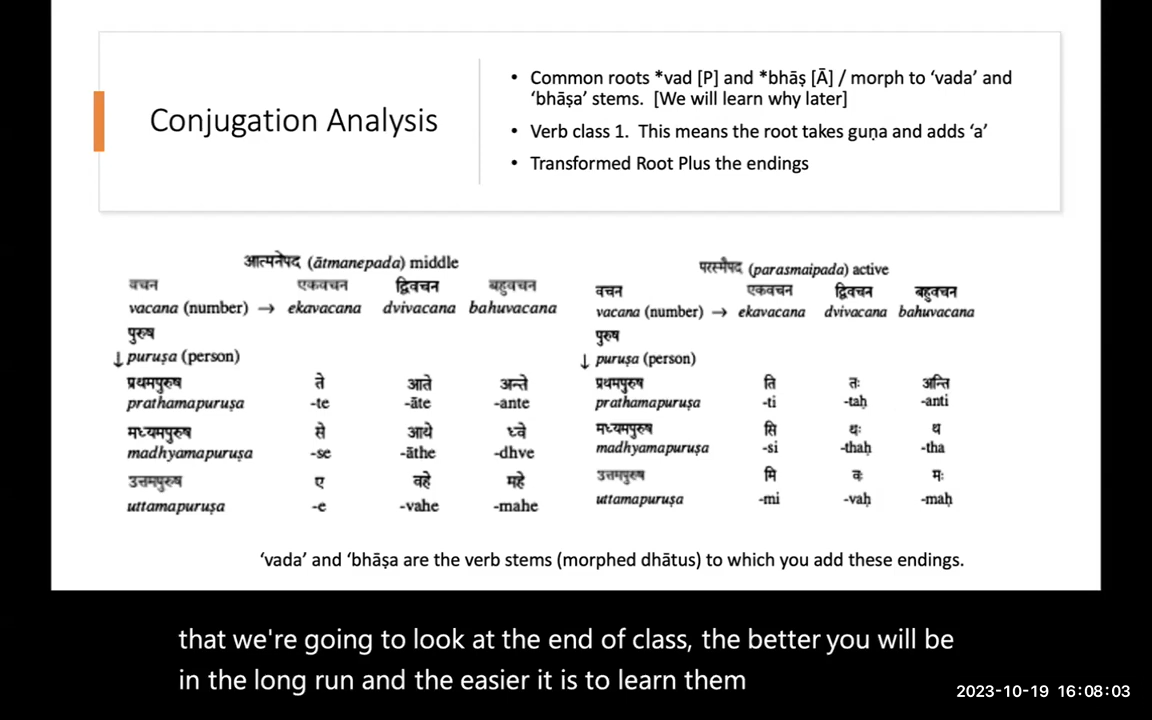 Conjugation Analysis
• Common roots *vad [P] and *bhāṣ [Ā] / morph to ‘vada’ and
‘bhāṣa’ stems.  [We will learn why later]
• Verb class 1.  This means the root takes guṇa and adds ‘a’
• Transformed Root Plus the endings
आत्मनेपद (ātmanepada) middle
वचन एकवचन द्विवचन बहुवचन
vacana (number) → ekavacana dvivacana bahuvacana
पुरुष
↓ puruṣa (person)
प्रथमपुरुष ते आते अन्ते
prathamapuruṣa -te -āte -ante
मध्यमपुरुष से आथे ध्वे
madhyamapuruṣa -se -āthe -dhve
उत्तमपुरुष ए वहे महे
uttamapuruṣa -e -vahe -mahe
परस्मैपद (parasmaipada) active
वचन एकवचन द्विवचन बहुवचन
vacana (number) → ekavacana dvivacana bahuvacana
पुरुष
↓ puruṣa (person)
प्रथमपुरुष ति तः अन्ति
prathamapuruṣa -ti -taḥ -anti
मध्यमपुरुष सि थः थ
madhyamapuruṣa -si -thaḥ -tha
उत्तमपुरुष मि वः मः
uttamapuruṣa -mi -vaḥ -maḥ
‘vada’ and ‘bhāṣa are the verb stems (morphed dhātus) to which you add these endings.
that we're going to look at the end of class, the better you will be
in the long run and the easier it is to learn them
2023-10-19 16:08:03